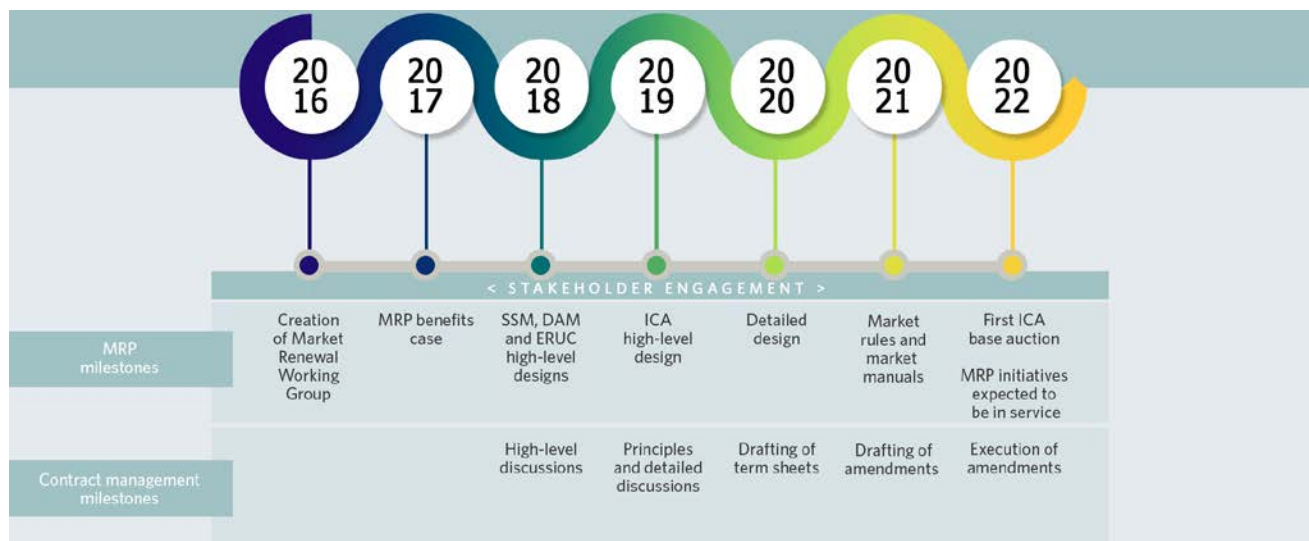 20
16
20
17
20
18
20
19
20
20
20
21
20
22
< STAKEHOLDER ENGAGEMENT >
MRP
milestones
Creation
of Market
Renewal
Working
Group
MRP benefits
case
SSM, DAM
and ERUC
high-level
designs
ICA
high-level
design
Detailed
design
Market
rules and
market
manuals
First ICA
base auction
MRP initiatives
expected to
be in service
Contract management
milestones
High-level
discussions
Principles
and detailed
discussions
Drafting of
term sheets
Drafting of
amendments
Execution of
amendments